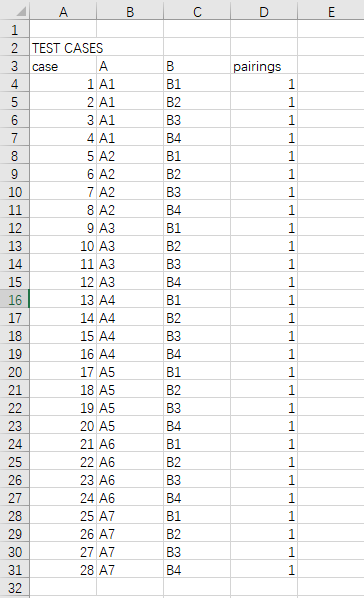 A B C D E
1
2 TEST CASES
3 case A B pairings
4 1 A1 B1 1
5 2 A1 B2 1
6 3 A1 B3 1
7 4 A1 B4 1
8 5 A2 B1 1
9 6 A2 B2 1
10 7 A2 B3 1
11 8 A2 B4 1
12 9 A3 B1 1
13 10 A3 B2 1
14 11 A3 B3 1
15 12 A3 B4 1
16 13 A4 B1 1
17 14 A4 B2 1
18 15 A4 B3 1
19 16 A4 B4 1
20 17 A5 B1 1
21 18 A5 B2 1
22 19 A5 B3 1
23 20 A5 B4 1
24 21 A6 B1 1
25 22 A6 B2 1
26 23 A6 B3 1
27 24 A6 B4 1
28 25 A7 B1 1
29 26 A7 B2 1
30 27 A7 B3 1
31 28 A7 B4 1
32